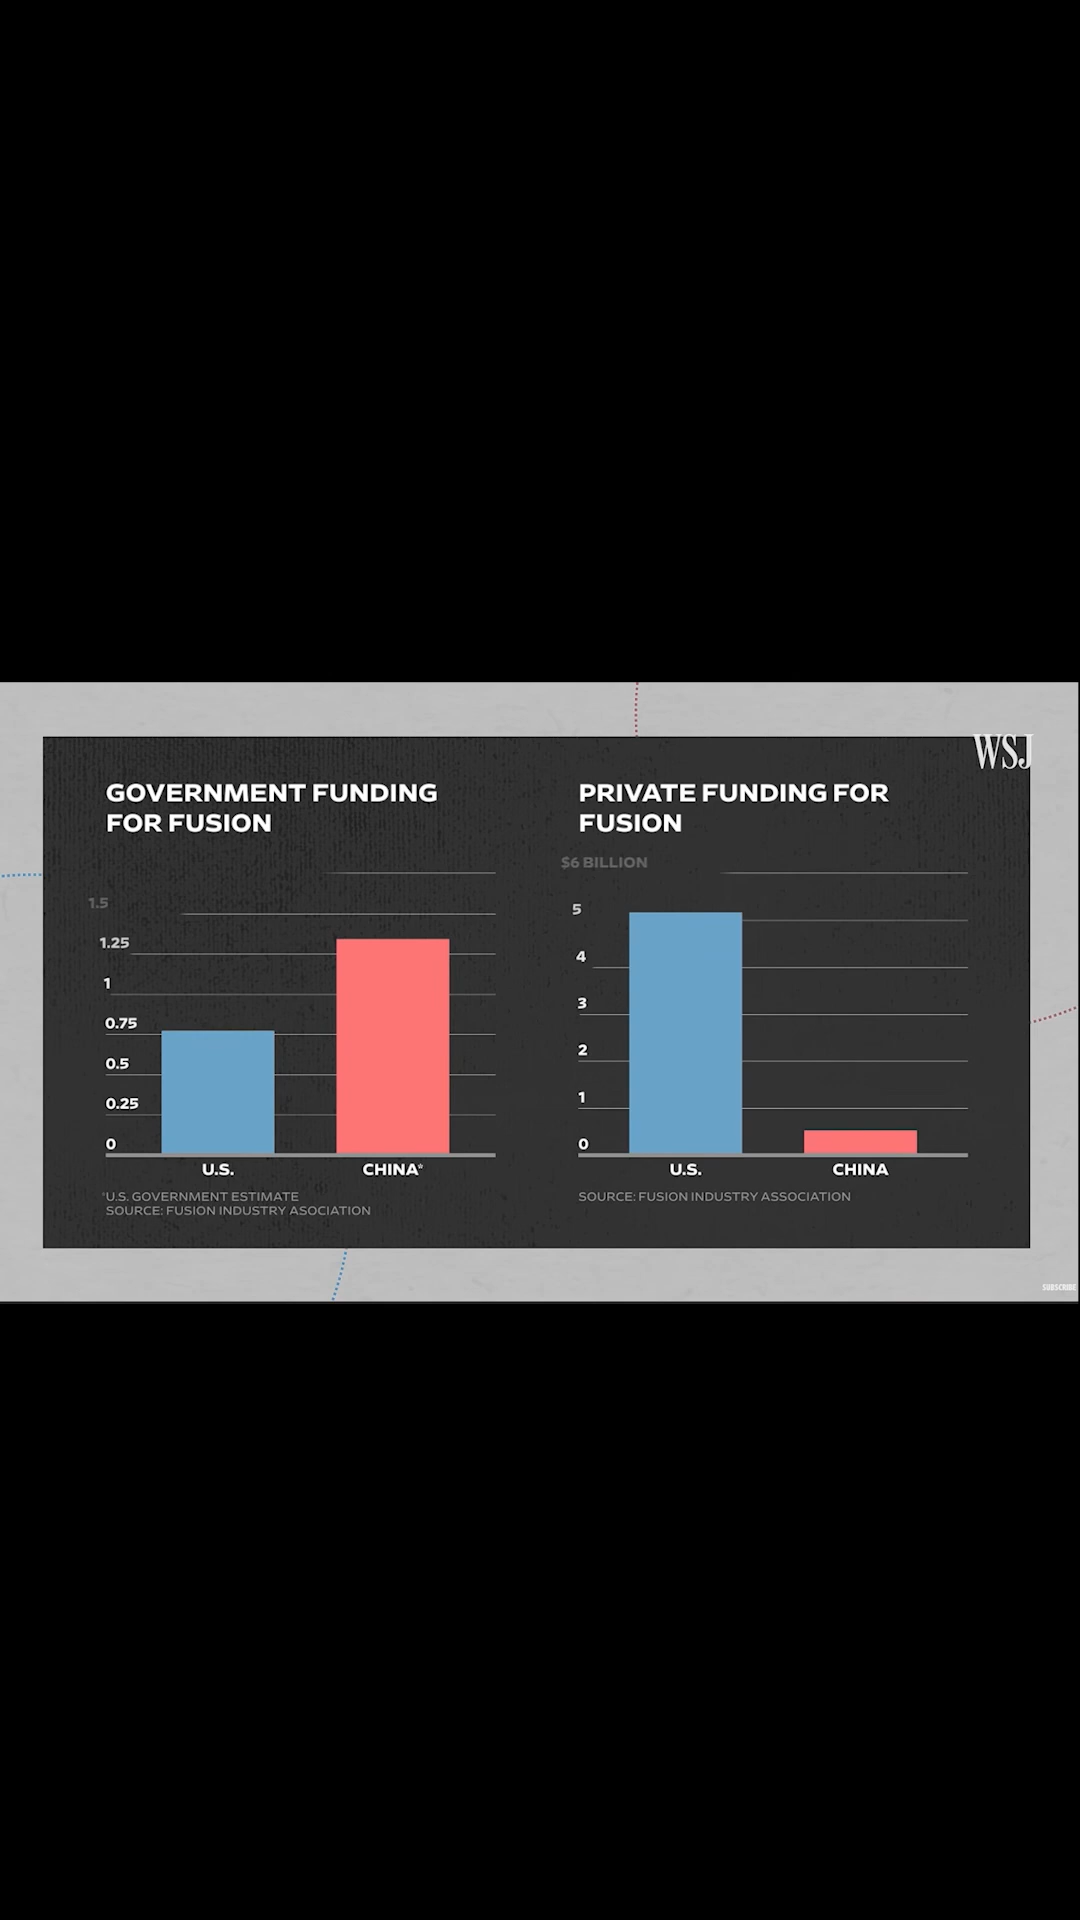 WSJ
GOVERNMENT FUNDING
FOR FUSION
1.5
1.25
1
0.75
0.5
0.25
0
U.S.
CHINA*
*U.S. GOVERNMENT ESTIMATE
SOURCE: FUSION INDUSTRY ASOCIATION
PRIVATE FUNDING FOR
FUSION
$6 BILLION
5
4
3
2
1
0
U.S.
CHINA
SOURCE: FUSION INDUSTRY ASSOCIATION
SUBSCRIBE